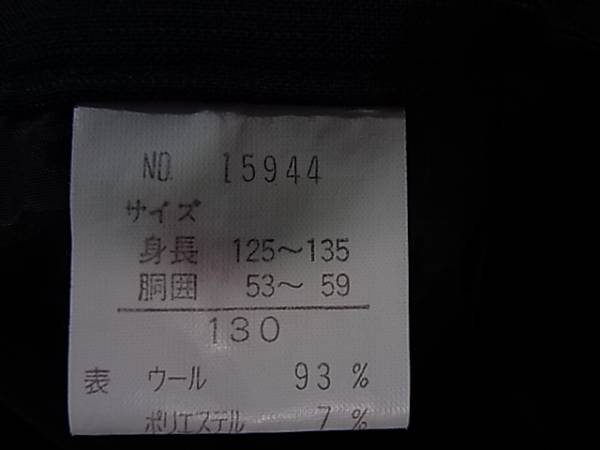 NO. 15944
サイズ
身長 125～135
胴囲 53～ 59
130
表 ウール 93 %
ポリエステル 7 %